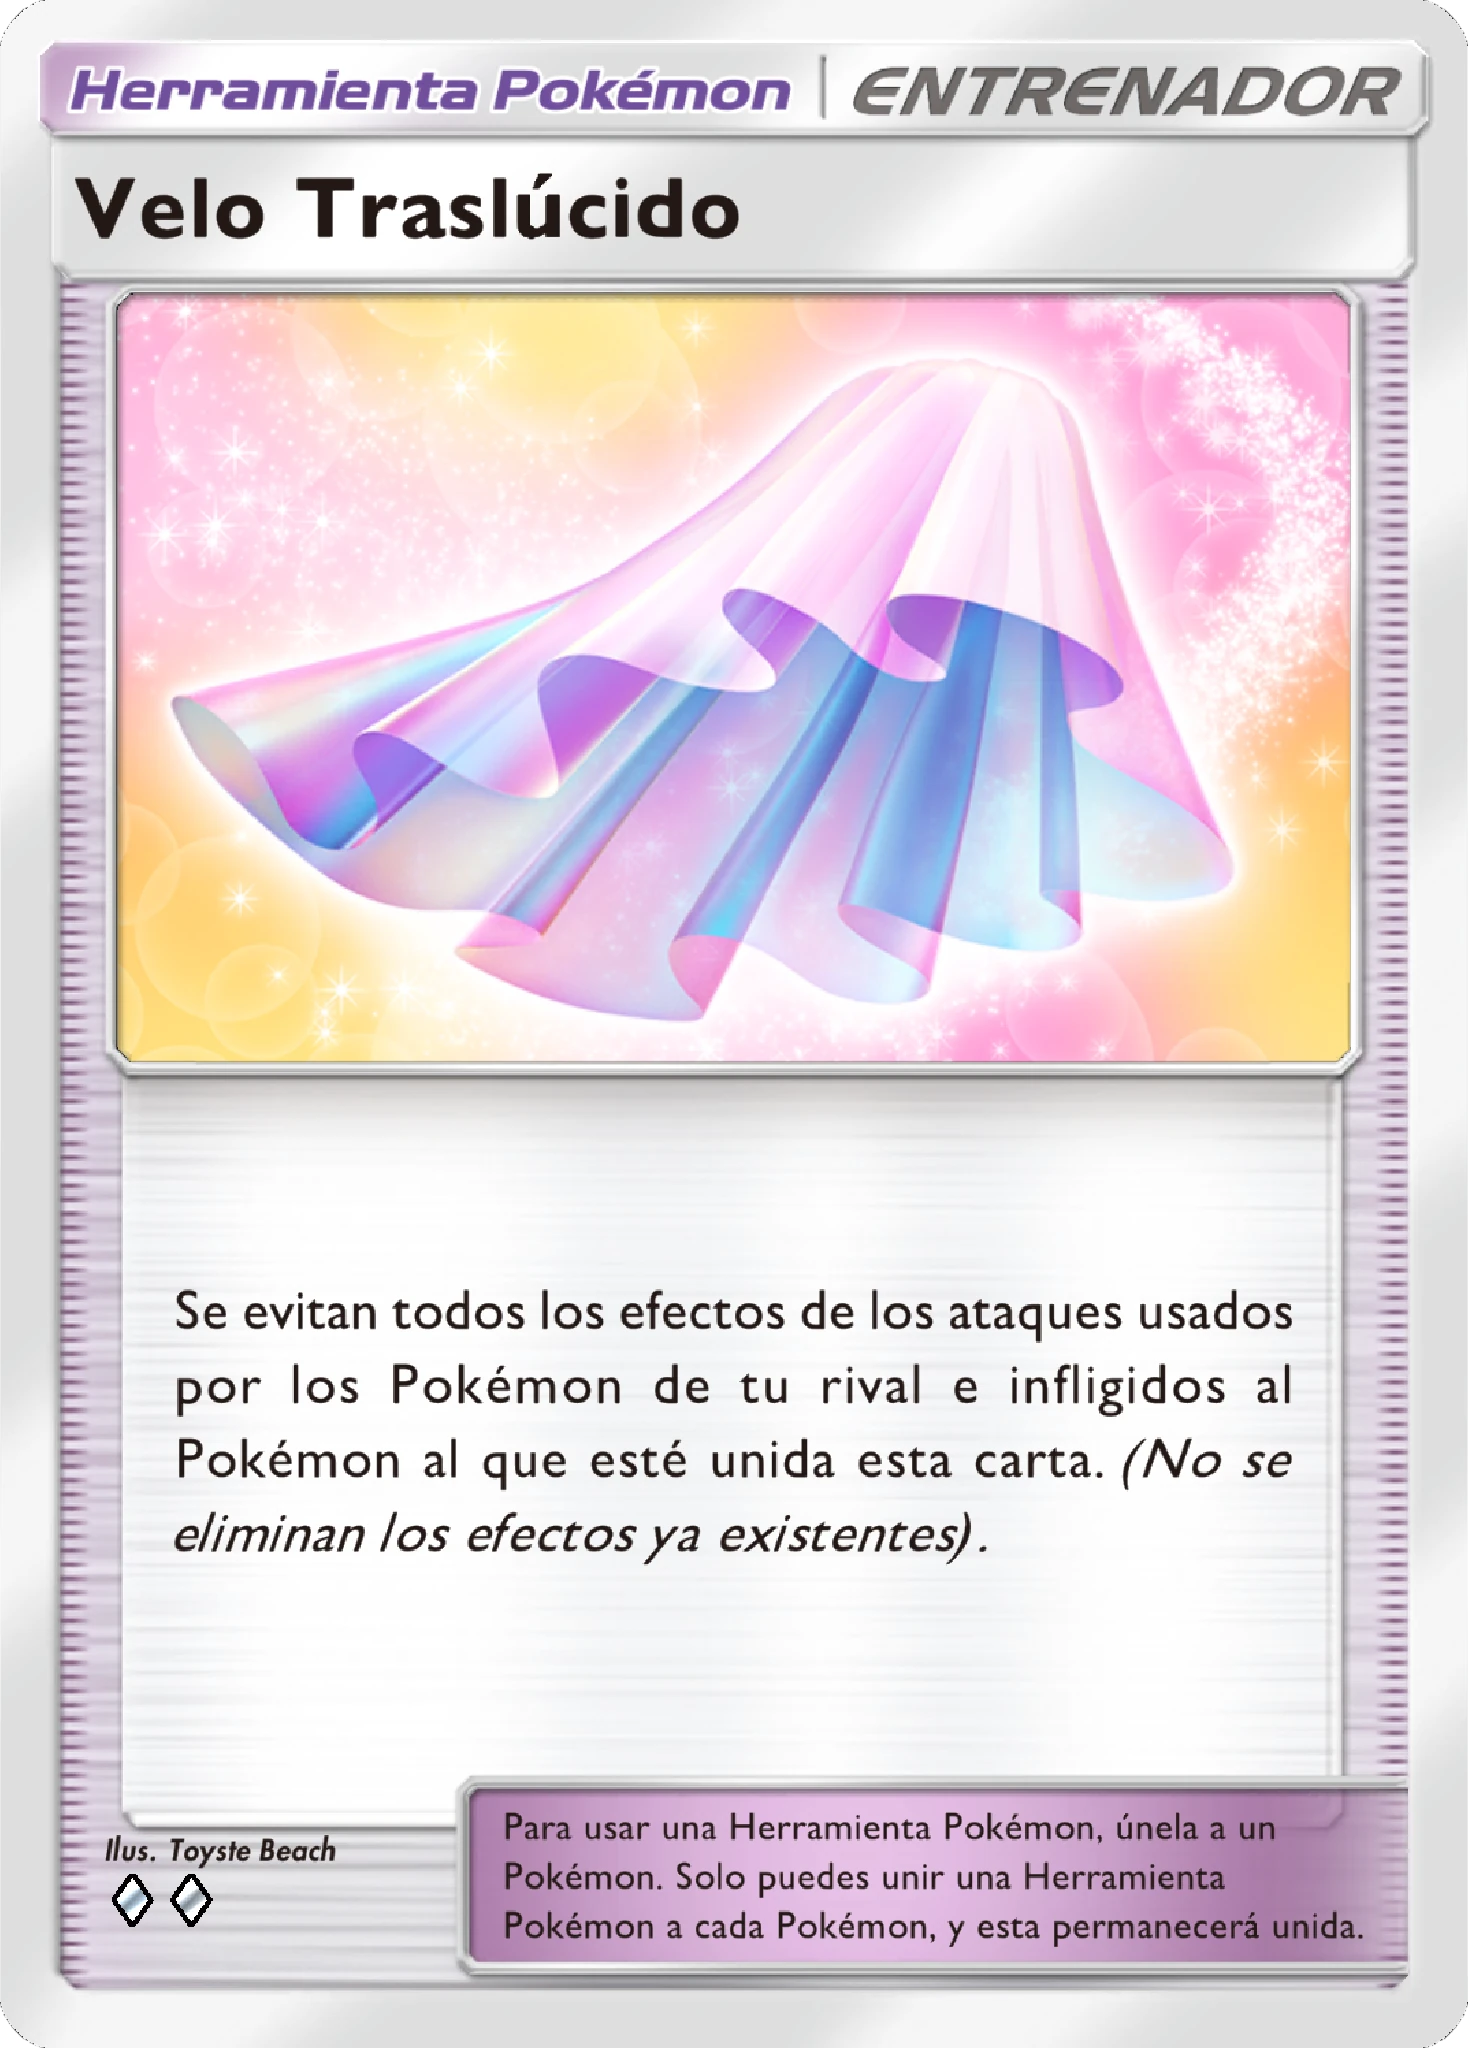 Herramienta Pokémon | ENTRENADOR
Velo Traslúcido
Se evitan todos los efectos de los ataques usados
por los Pokémon de tu rival e infligidos al
Pokémon al que esté unida esta carta. (No se
eliminan los efectos ya existentes).
Ilus. Toyste Beach
Para usar una Herramienta Pokémon, únela a un
Pokémon. Solo puedes unir una Herramienta
Pokémon a cada Pokémon, y esta permanecerá unida.